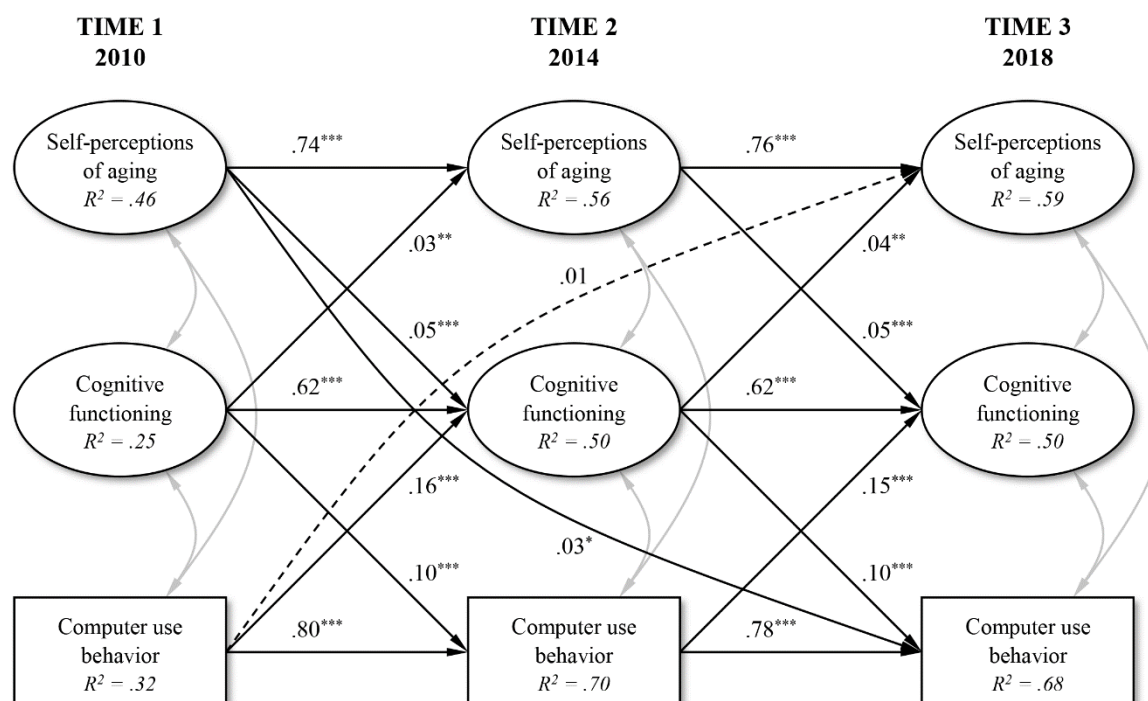 TIME 1
2010
TIME 2
2014
TIME 3
2018
Self-perceptions
of aging
R² = .46
.74***
Self-perceptions
of aging
R² = .56
.76***
Self-perceptions
of aging
R² = .59
.03**
.01
.04**
.05***
.05***
Cognitive
functioning
R² = .25
.62***
Cognitive
functioning
R² = .50
.62***
Cognitive
functioning
R² = .50
.16***
.15***
.03*
.10***
.10***
Computer use
behavior
R² = .32
.80***
Computer use
behavior
R² = .70
.78***
Computer use
behavior
R² = .68